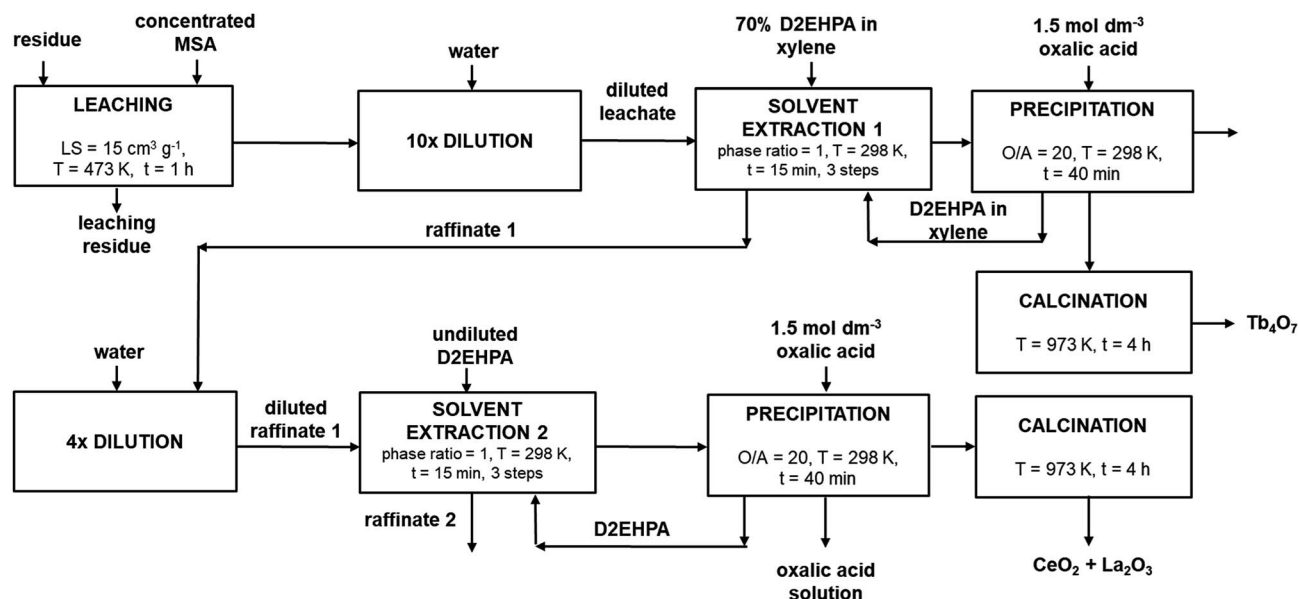 residue
concentrated
MSA
LEACHING
LS = 15 cm³ g⁻¹,
T = 473 K, t = 1 h
leaching
residue
water
10x DILUTION
diluted
leachate
70% D2EHPA in
xylene
SOLVENT
EXTRACTION 1
phase ratio = 1, T = 298 K,
t = 15 min, 3 steps
1.5 mol dm⁻³
oxalic acid
PRECIPITATION
O/A = 20, T = 298 K,
t = 40 min
D2EHPA in
xylene
raffinate 1
CALCINATION
T = 973 K, t = 4 h
Tb₄O₇
water
4x DILUTION
diluted
raffinate 1
undiluted
D2EHPA
SOLVENT
EXTRACTION 2
phase ratio = 1, T = 298 K,
t = 15 min, 3 steps
raffinate 2
D2EHPA
1.5 mol dm⁻³
oxalic acid
PRECIPITATION
O/A = 20, T = 298 K,
t = 40 min
oxalic acid
solution
CALCINATION
T = 973 K, t = 4 h
CeO₂ + La₂O₃